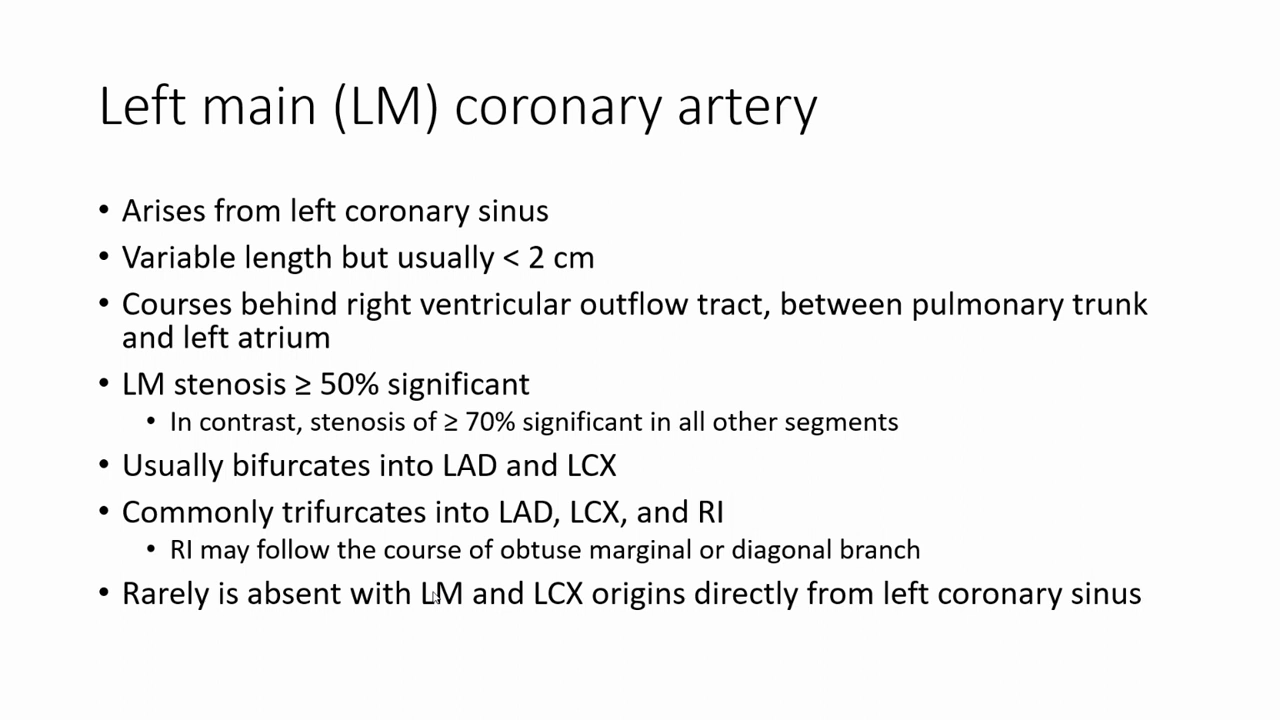 Left main (LM) coronary artery
• Arises from left coronary sinus
• Variable length but usually < 2 cm
• Courses behind right ventricular outflow tract, between pulmonary trunk
and left atrium
• LM stenosis ≥ 50% significant
• In contrast, stenosis of ≥ 70% significant in all other segments
• Usually bifurcates into LAD and LCX
• Commonly trifurcates into LAD, LCX, and RI
• RI may follow the course of obtuse marginal or diagonal branch
• Rarely is absent with LM and LCX origins directly from left coronary sinus